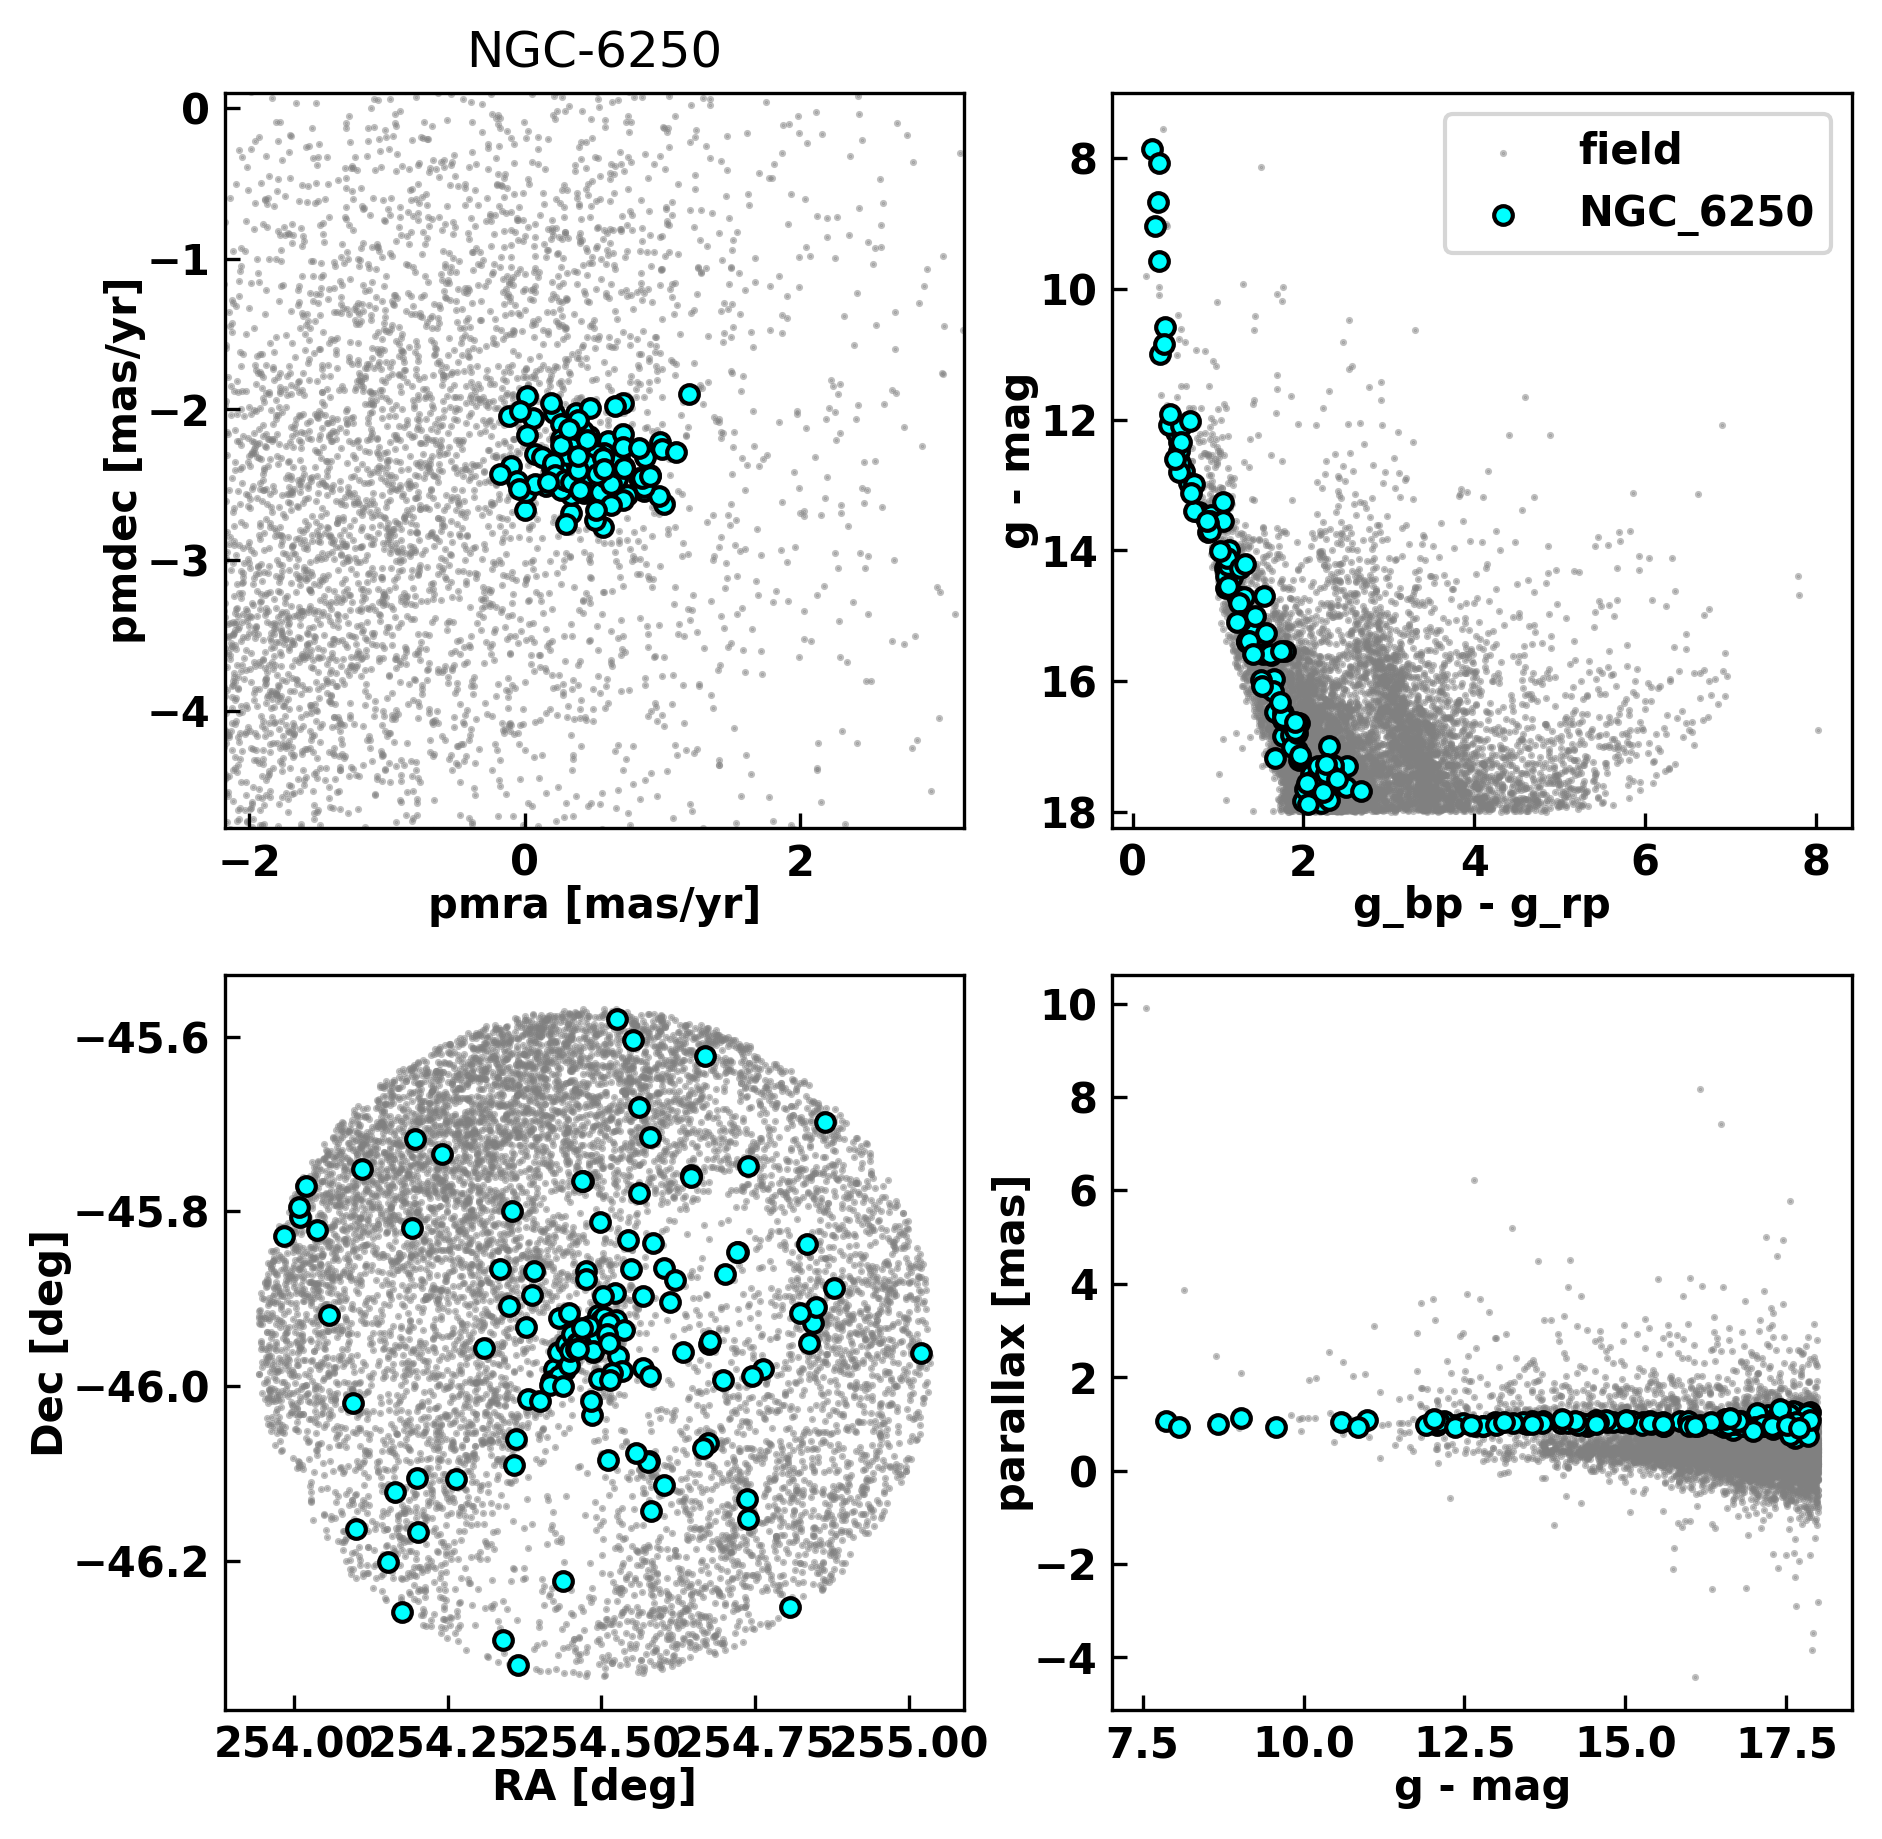 NGC-6250
0
−1
−2
−3
−4
pmdec [mas/yr]
−2 0 2
pmra [mas/yr]
field
NGC_6250
8
10
12
14
16
18
g - mag
0 2 4 6 8
g_bp - g_rp
−45.6
−45.8
−46.0
−46.2
Dec [deg]
254.00 254.25 254.50 254.75 255.00
RA [deg]
10
8
6
4
2
0
−2
−4
parallax [mas]
7.5 10.0 12.5 15.0 17.5
g - mag